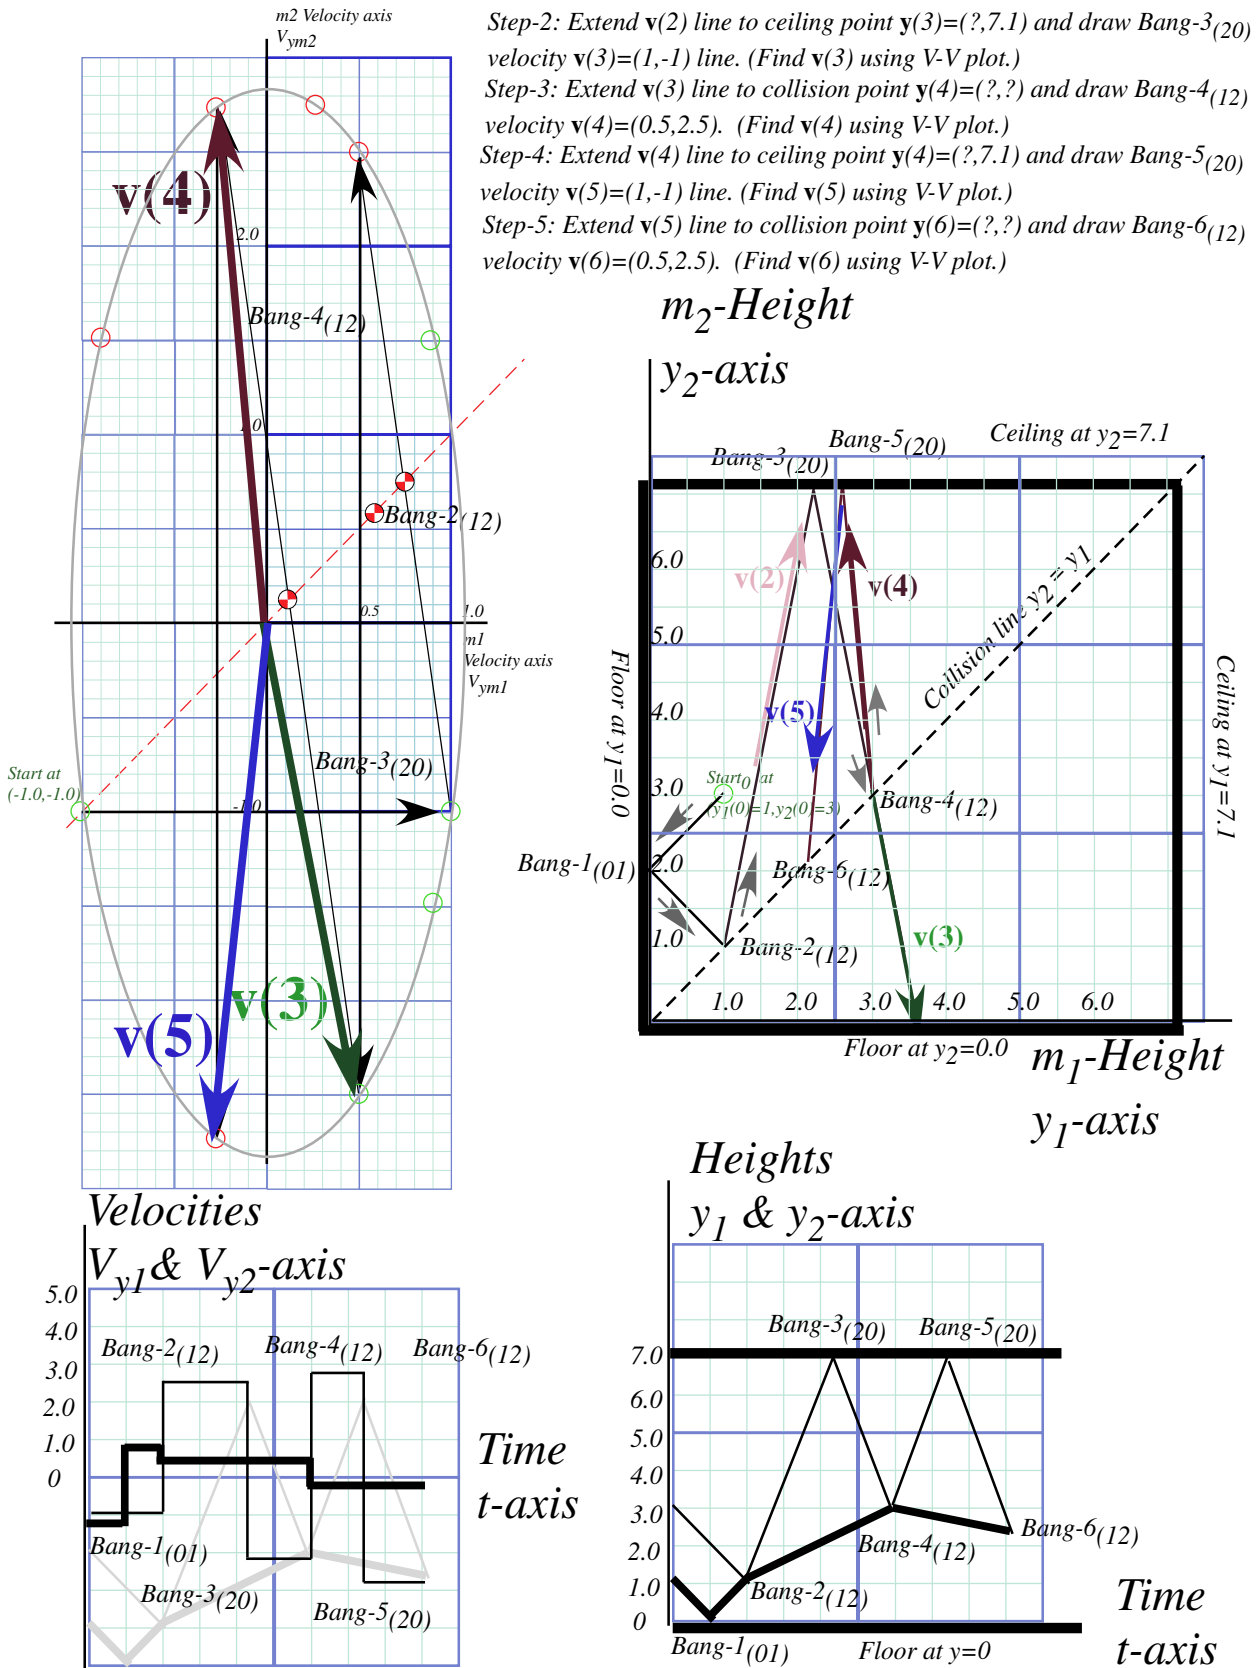 m2 Velocity axis
Vym2
Step-2: Extend v(2) line to ceiling point y(3)=(?,7.1) and draw Bang-3(20)
velocity v(3)=(1,-1) line. (Find v(3) using V-V plot.)
Step-3: Extend v(3) line to collision point y(4)=(?,?) and draw Bang-4(12)
velocity v(4)=(0.5,2.5). (Find v(4) using V-V plot.)
Step-4: Extend v(4) line to ceiling point y(4)=(?,7.1) and draw Bang-5(20)
velocity v(5)=(1,-1) line. (Find v(5) using V-V plot.)
Step-5: Extend v(5) line to collision point y(6)=(?,?) and draw Bang-6(12)
velocity v(6)=(0.5,2.5). (Find v(6) using V-V plot.)
v(4)
2.0
Bang-4(12)
1.0
Bang-2(12)
0.5
1.0
m1
Velocity axis
Vym1
Start at
(-1.0,-1.0)
Bang-3(20)
-1.0
v(3)
v(5)
m2-Height
y2-axis
Bang-3(20)
Bang-5(20)
Ceiling at y2=7.1
6.0
v(2)
v(4)
5.0
Collision line y2 = y1
Floor at y1=0.0
Ceiling at y1=7.1
4.0
v(5)
3.0
Start0 at
(y1(0)=1,y2(0)=3)
Bang-4(12)
Bang-1(01)
2.0
Bang-6(12)
1.0
Bang-2(12)
v(3)
1.0
2.0
3.0
4.0
5.0
6.0
Floor at y2=0.0
m1-Height
y1-axis
Velocities
Vy1& Vy2-axis
5.0
4.0
3.0
2.0
1.0
0
Bang-2(12)
Bang-4(12)
Bang-6(12)
Time
t-axis
Bang-1(01)
Bang-3(20)
Bang-5(20)
Heights
y1 & y2-axis
Bang-3(20)
Bang-5(20)
7.0
6.0
5.0
4.0
3.0
2.0
1.0
0
Bang-6(12)
Bang-4(12)
Bang-2(12)
Bang-1(01)
Floor at y=0
Time
t-axis